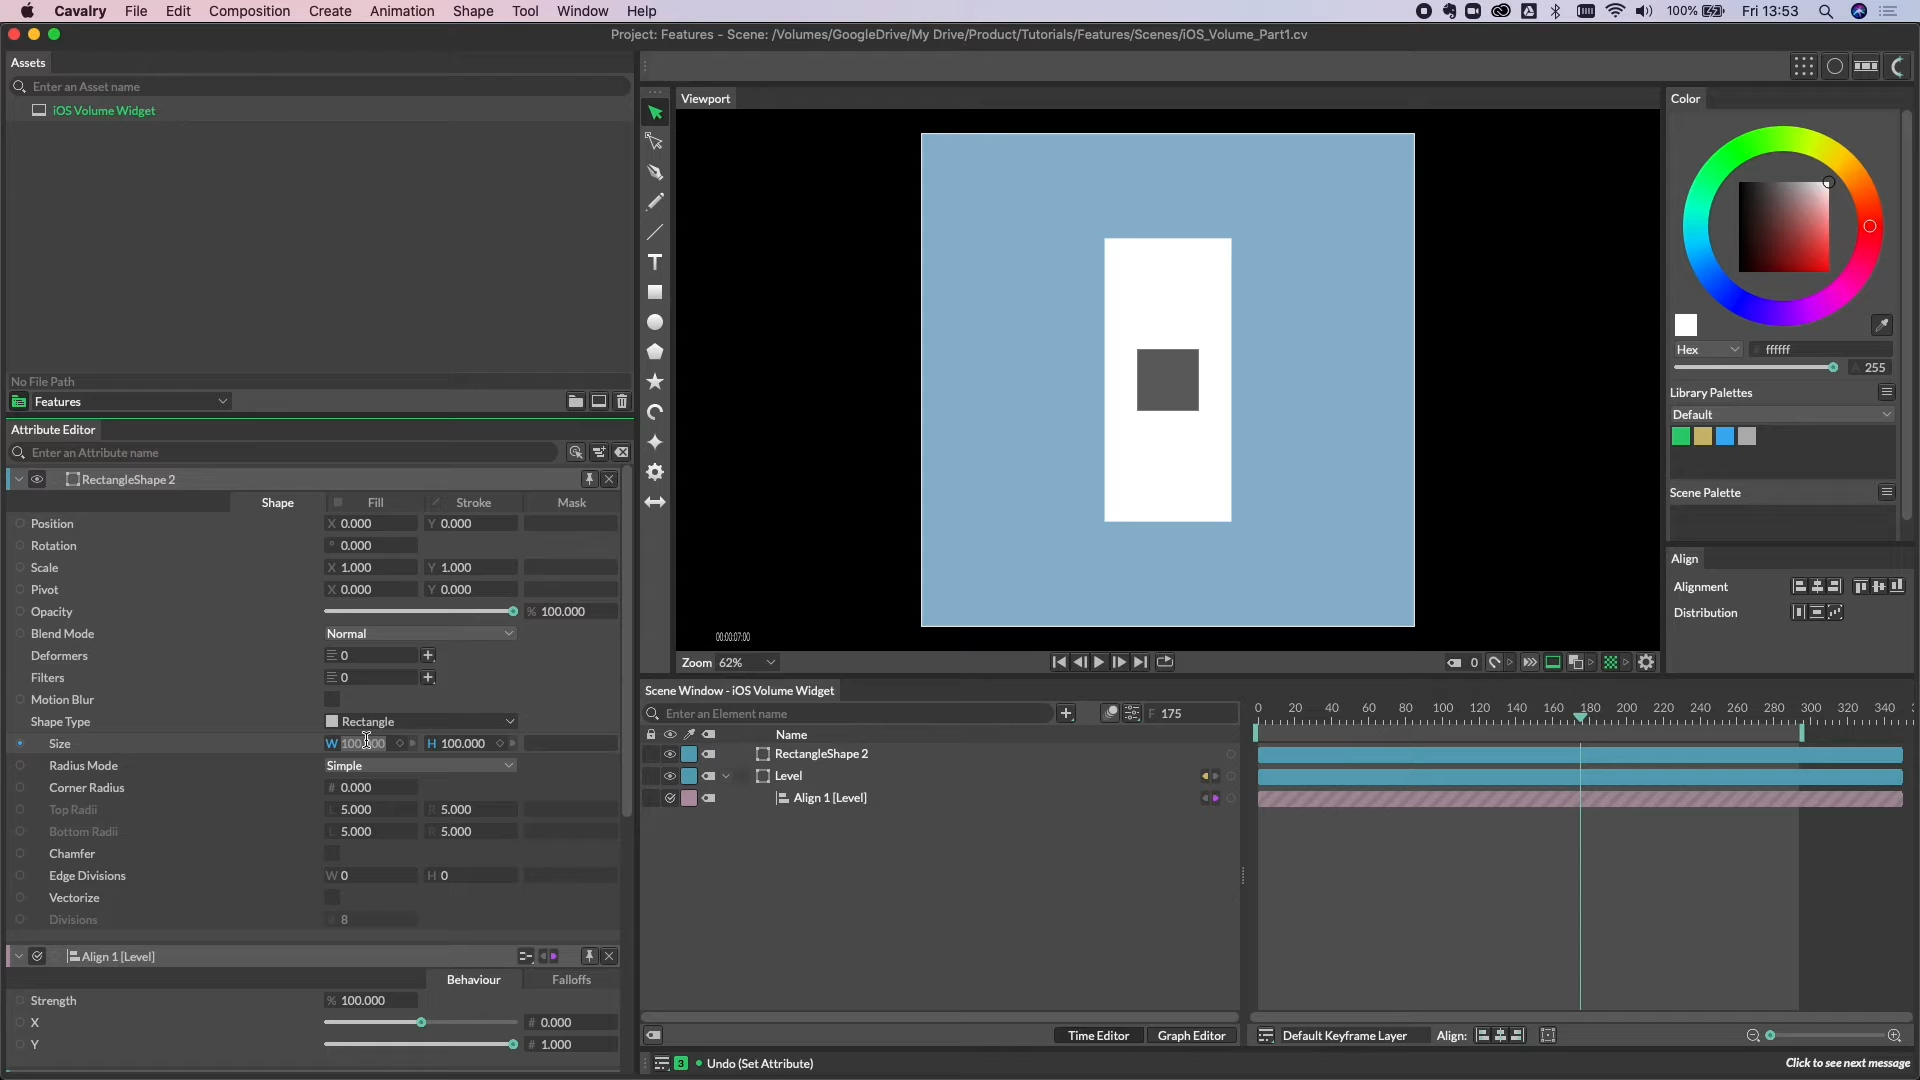 Cavalry File Edit Composition Create Animation Shape Tool Window Help 100% Fri 13:53
Project: Features - Scene: /Volumes/GoogleDrive/My Drive/Product/Tutorials/Features/Scenes/iOS_Volume_Part1.cv
Assets
Enter an Asset name
iOS Volume Widget
No File Path
Features
Attribute Editor
Enter an Attribute name
RectangleShape 2
Shape Fill Stroke Mask
Position X 0.000 Y 0.000
Rotation ° 0.000
Scale X 1.000 Y 1.000
Pivot X 0.000 Y 0.000
Opacity % 100.000
Blend Mode Normal
Deformers 0
Filters 0
Motion Blur
Shape Type Rectangle
Size W 100.000 H 100.000
Radius Mode Simple
Corner Radius # 0.000
Top Radii L 5.000 R 5.000
Bottom Radii L 5.000 R 5.000
Chamfer
Edge Divisions W 0 H 0
Vectorize
Divisions # 8
Align 1 [Level]
Behaviour Falloffs
Strength % 100.000
X # 0.000
Y # 1.000
Viewport
T
00:00:07:00
Zoom 62% 0
Scene Window - iOS Volume Widget
Enter an Element name F 175
Name
RectangleShape 2
Level
Align 1 [Level]
0 20 40 60 80 100 120 140 160 180 200 220 240 260 280 300 320 340
Time Editor Graph Editor Default Keyframe Layer Align:
3 Undo (Set Attribute) Click to see next message
Color
Hex # ffffff
A 255
Library Palettes
Default
Scene Palette
Align
Alignment
Distribution